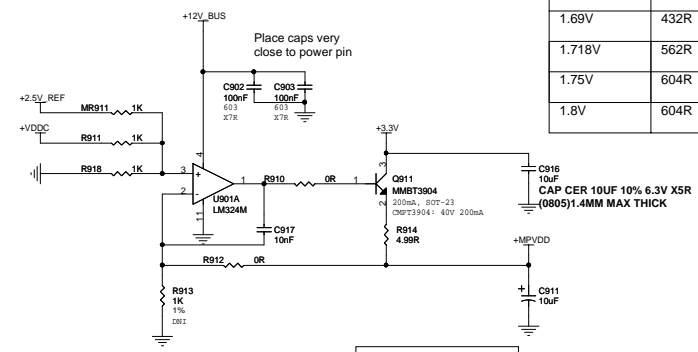 +12V_BUS
Place caps very
close to power pin
1.69V 432R
1.718V 562R
1.75V 604R
1.8V 604R
C902
100nF
603
X7R
C903
100nF
603
X7R
+2.5V_REF
MR911 1K
+VDDC
R911 1K
R918 1K
+3.3V
4
3
+
2
-
1
11
U901A
LM324M
R910 0R
1
3
2
Q911
MMBT3904
200mA, SOT-23
CMPT3904: 40V 200mA
C916
10uF
CAP CER 10UF 10% 6.3V X5R
(0805)1.4MM MAX THICK
C917
10nF
R914
4.99R
+MPVDD
R912 0R
R913
1K
1%
DNI
+
C911
10uF